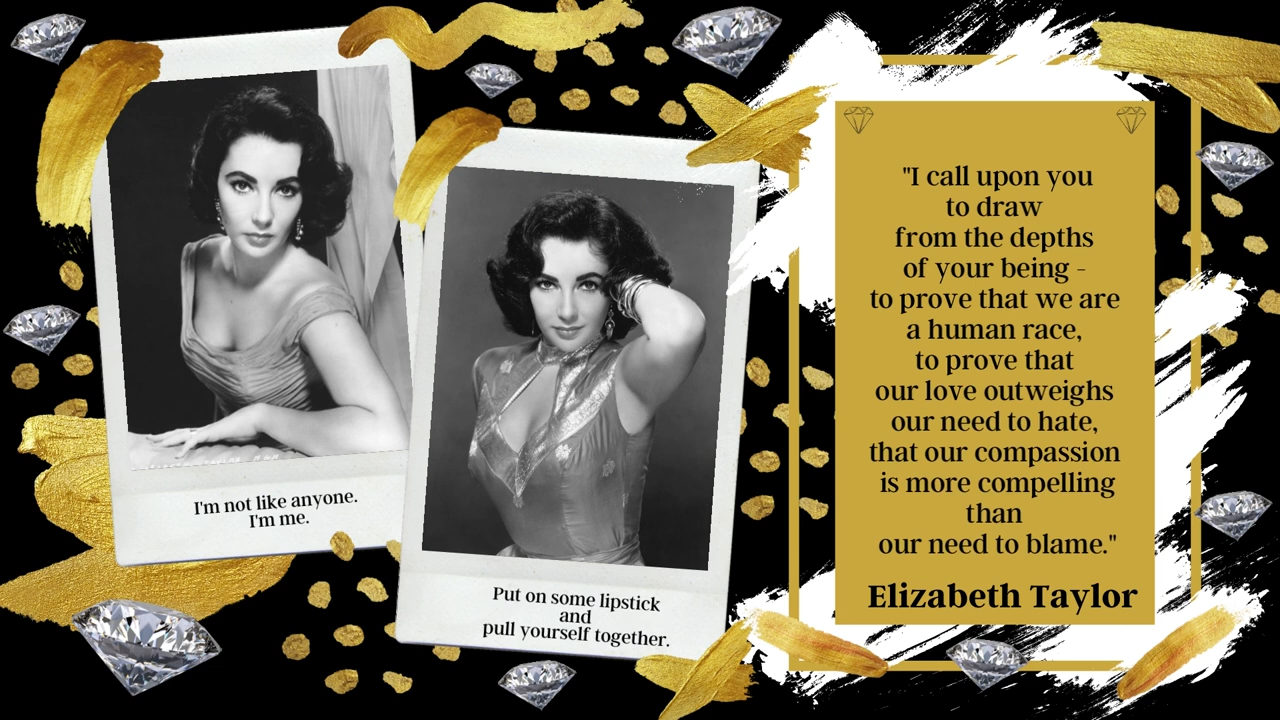 I'm not like anyone.
I'm me.
Put on some lipstick
and
pull yourself together.
"I call upon you
to draw
from the depths
of your being -
to prove that we are
a human race,
to prove that
our love outweighs
our need to hate,
that our compassion
is more compelling
than
our need to blame."
Elizabeth Taylor